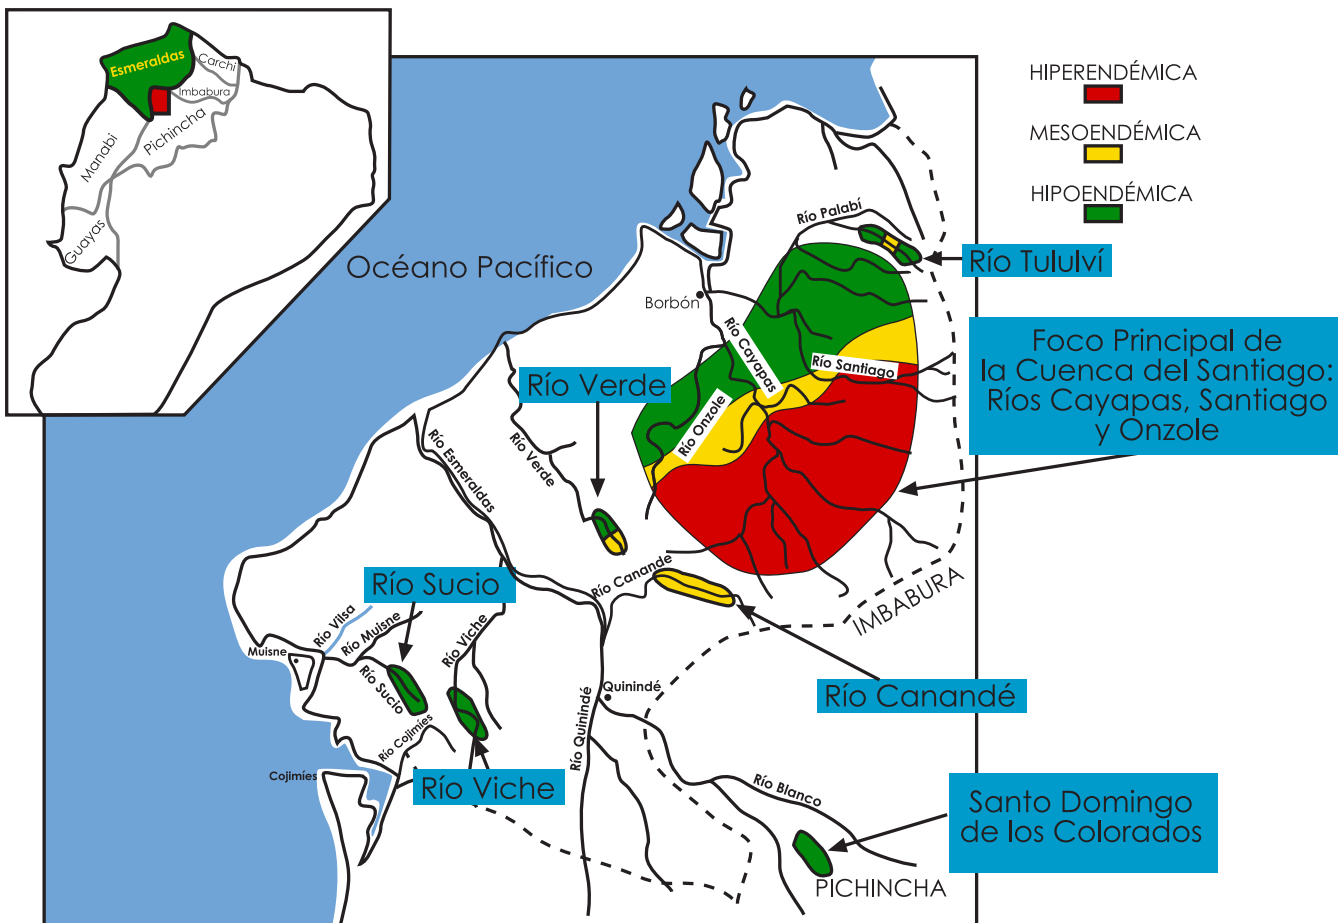 Esmeraldas
Carchi
Imbabura
Pichincha
Manabí
Guayas
HIPERENDÉMICA
MESOENDÉMICA
HIPOENDÉMICA
Océano Pacífico
Río Palabí
Río Tululví
Borbón
Río Cayapas
Río Santiago
Río Onzole
Foco Principal de
la Cuenca del Santiago:
Ríos Cayapas, Santiago
y Onzole
Río Verde
Río Verde
Río Esmeraldas
Río Canande
IMBABURA
Río Sucio
Río Vilsa
Río Muisne
Muisne
Río Sucio
Río Viche
Río Cojimíes
Cojimíes
Río Viche
Quinindé
Río Quinindé
Río Canandé
Río Blanco
Santo Domingo
de los Colorados
PICHINCHA